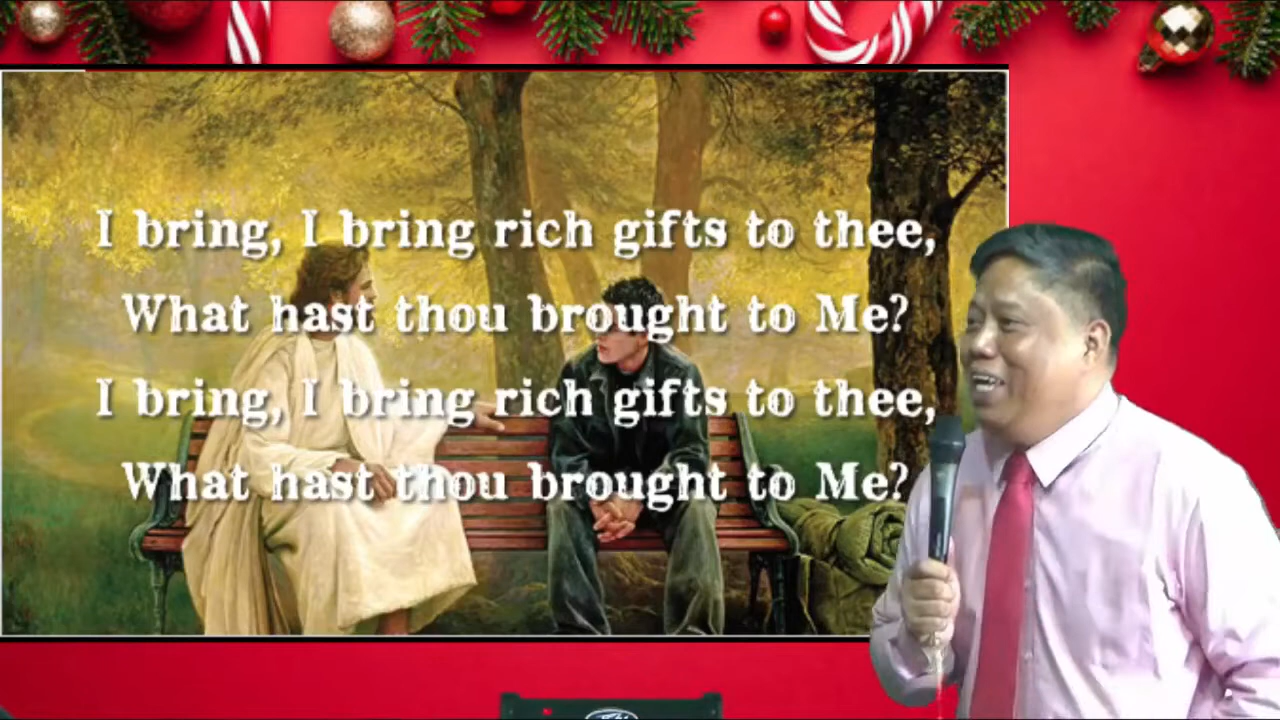 I bring, I bring rich gifts to thee,
What hast thou brought to Me?
I bring, I bring rich gifts to thee,
What hast thou brought to Me?